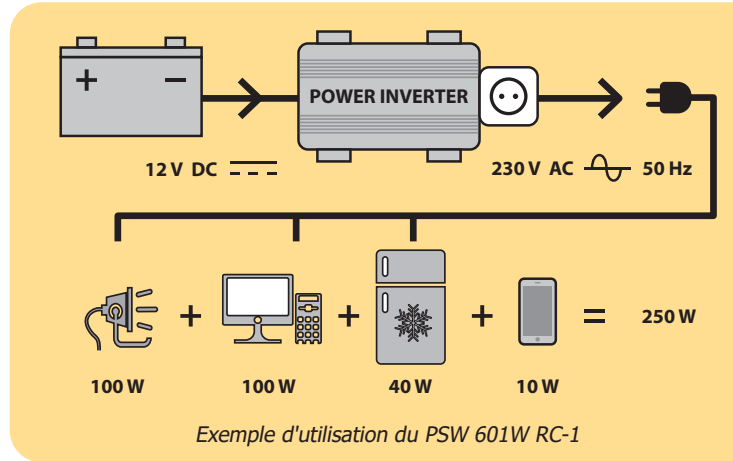 + −
POWER INVERTER
12 V DC
230 V AC 50 Hz
+ + + = 250 W
100 W 100 W 40 W 10 W
Exemple d'utilisation du PSW 601W RC-1